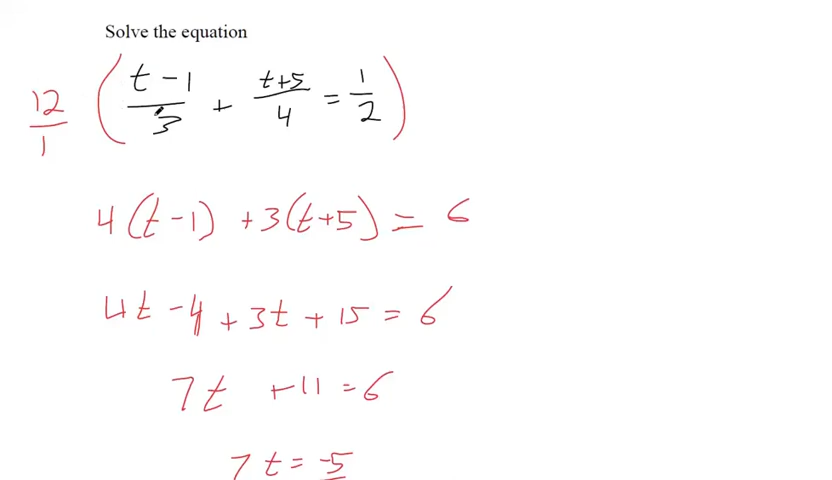 Solve the equation
12/1 ( (t-1)/3 + (t+5)/4 = 1/2 )
4(t-1) +3(t+5) = 6
4t -4 +3t +15 = 6
7t +11 = 6
7t = -5